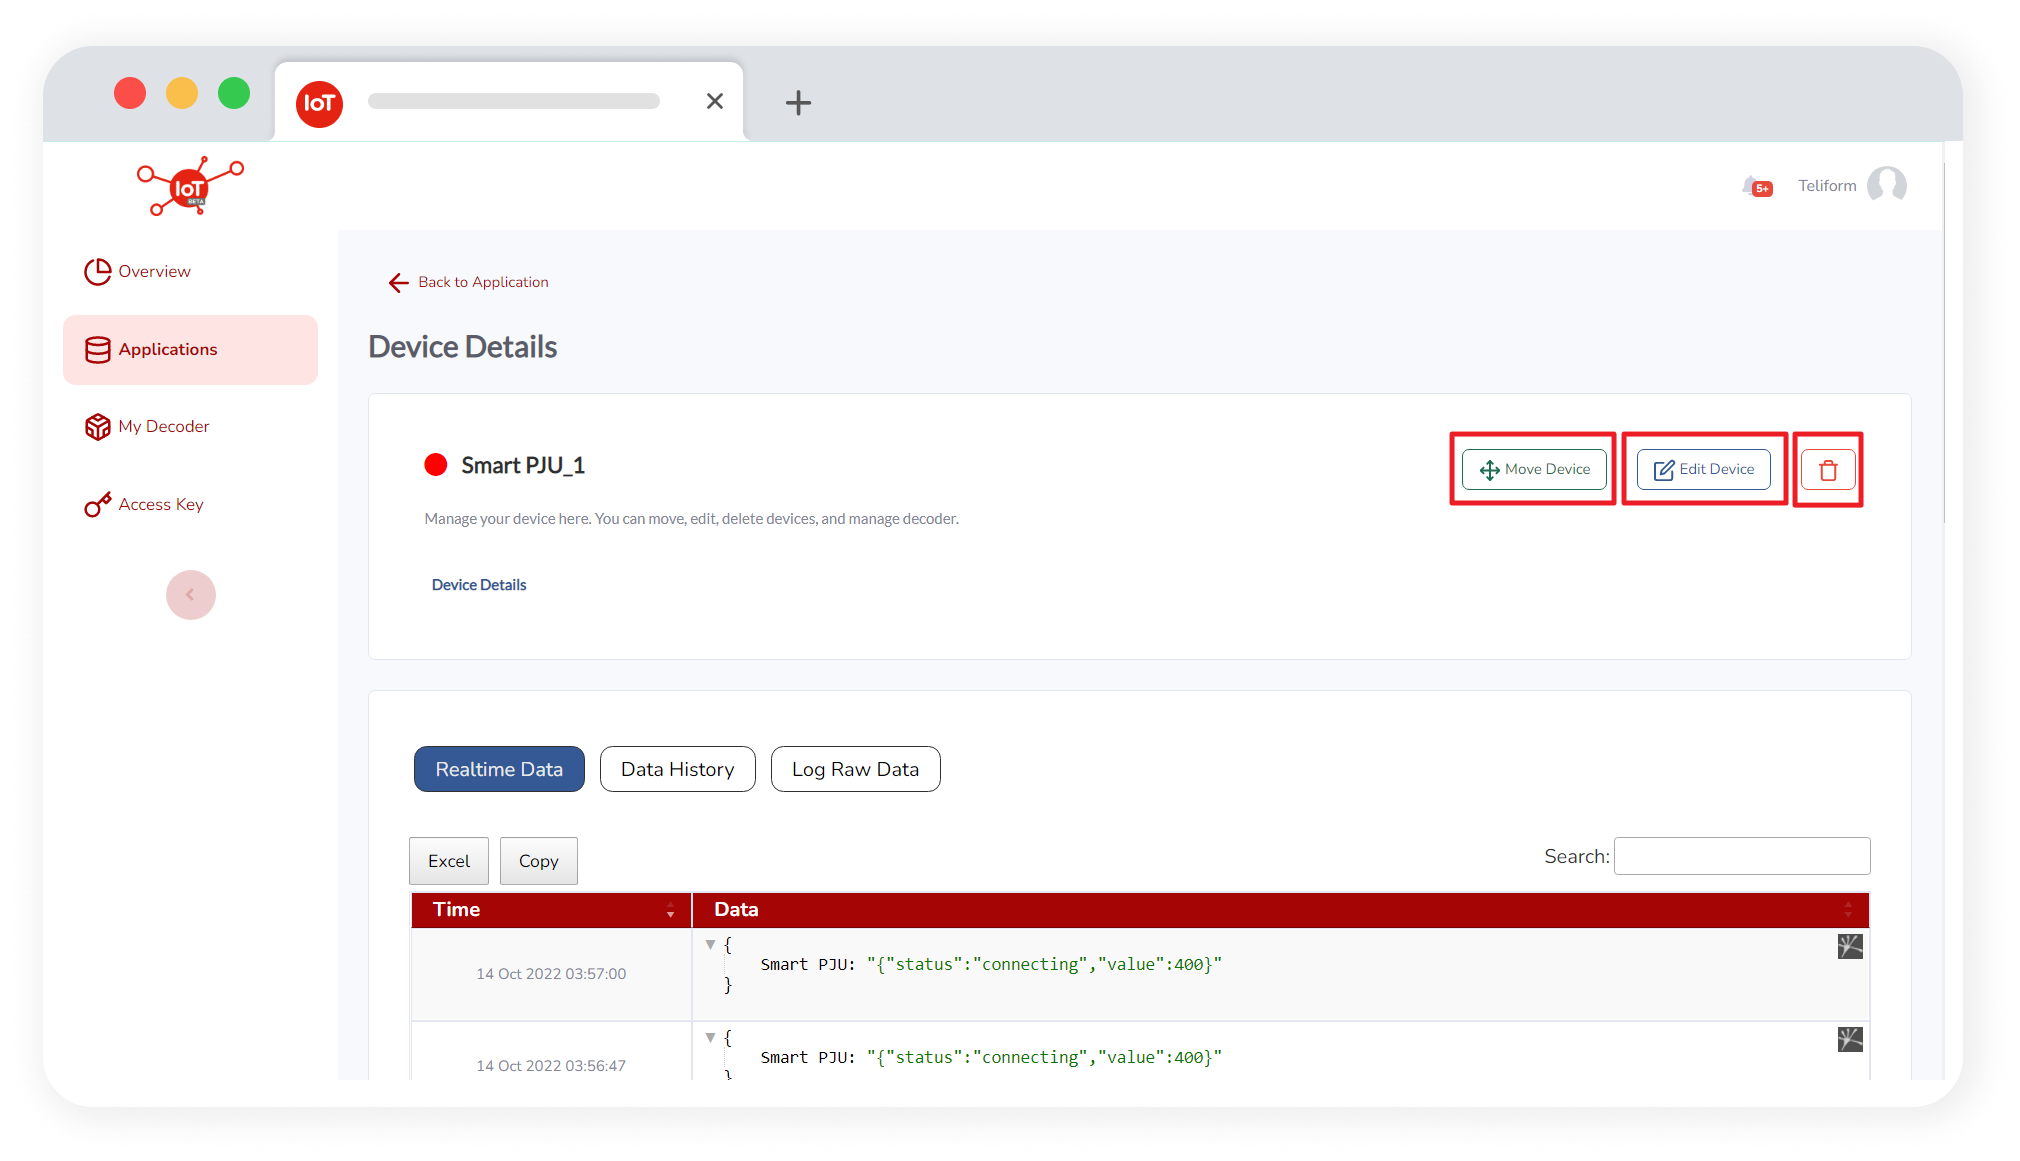 IoT
IoT
BETA
5+
Teliform
Overview
Applications
My Decoder
Access Key
Back to Application
Device Details
Smart PJU_1
Move Device
Edit Device
Manage your device here. You can move, edit, delete devices, and manage decoder.
Device Details
Realtime Data
Data History
Log Raw Data
Excel
Copy
Search:
Time
Data
14 Oct 2022 03:57:00
{
Smart PJU: "{"status":"connecting","value":400}"
}
14 Oct 2022 03:56:47
{
Smart PJU: "{"status":"connecting","value":400}"
}